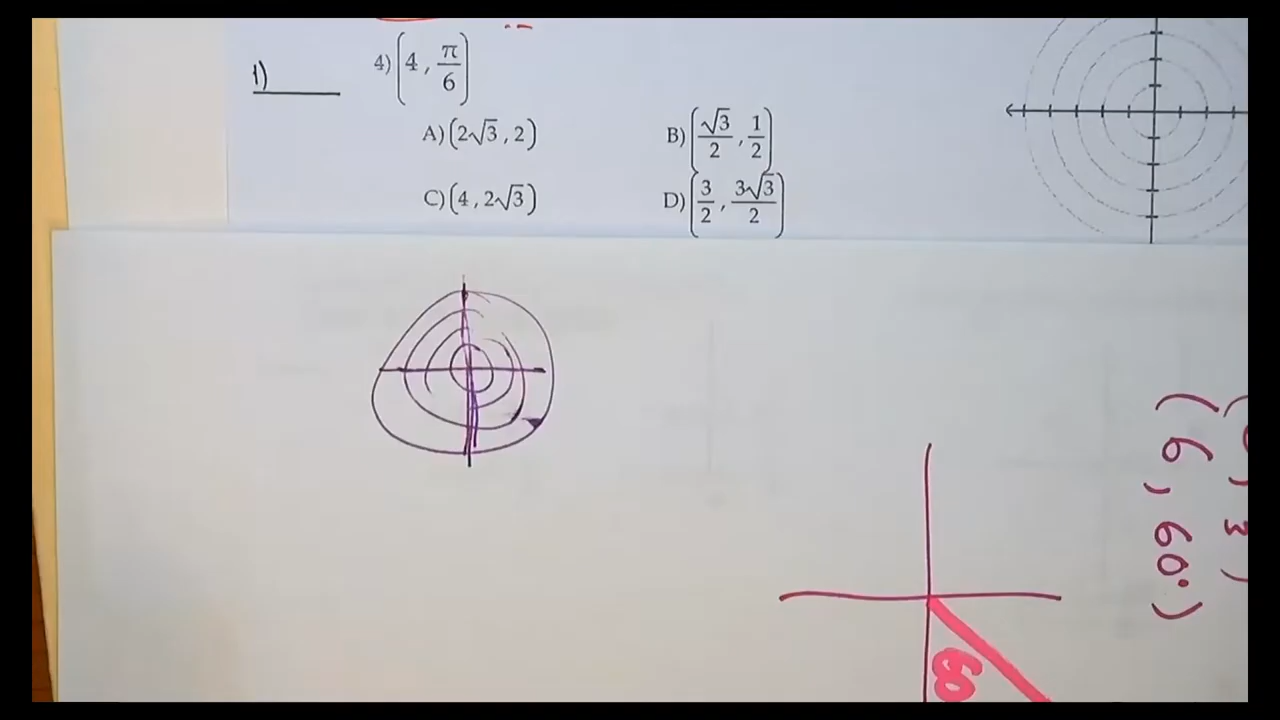 1) 4) (4, π/6)
A) (2√3, 2) B) (√3/2, 1/2)
C) (4, 2√3) D) (3/2, 3√3/2)
(6, 60°)
60